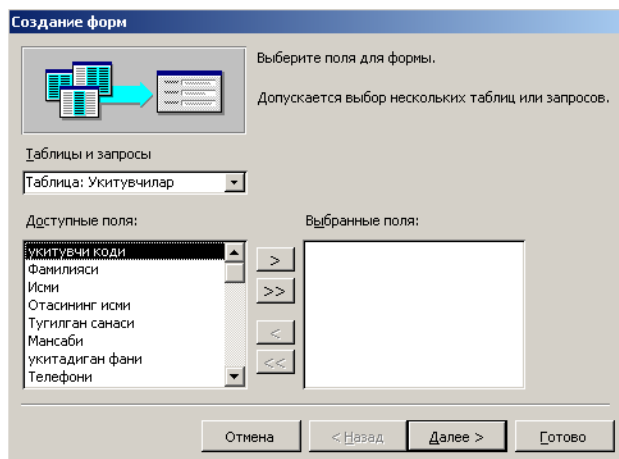 Создание форм
Выберите поля для формы.
Допускается выбор нескольких таблиц или запросов.
Таблицы и запросы
Таблица: Укитувчилар
Доступные поля:
Выбранные поля:
укитувчи коди
Фамилияси
Исми
Отасининг исми
Тугилган санаси
Мансаби
укитадиган фани
Телефони
>
>>
<
<<
Отмена
< Назад
Далее >
Готово